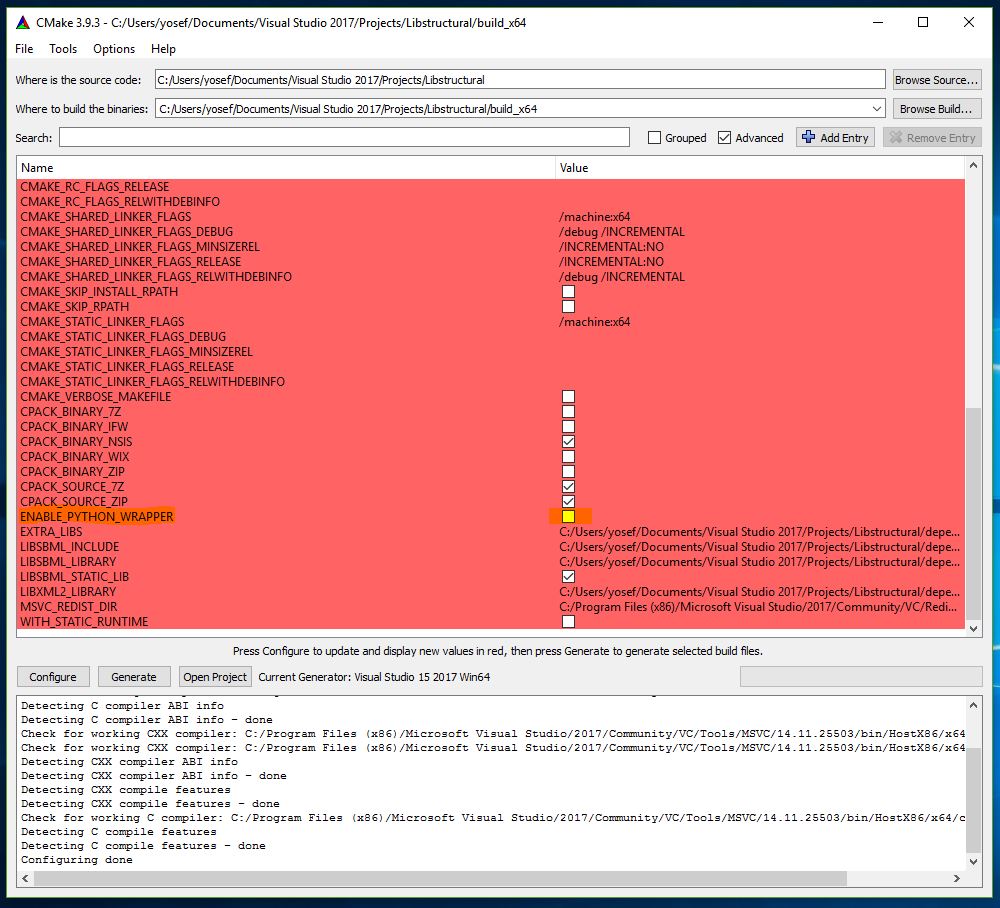 CMake 3.9.3 - C:/Users/yosef/Documents/Visual Studio 2017/Projects/Libstructural/build_x64
File Tools Options Help
Where is the source code: C:/Users/yosef/Documents/Visual Studio 2017/Projects/Libstructural Browse Source...
Where to build the binaries: C:/Users/yosef/Documents/Visual Studio 2017/Projects/Libstructural/build_x64 Browse Build...
Search: Grouped Advanced Add Entry Remove Entry
Name Value
CMAKE_RC_FLAGS_RELEASE
CMAKE_RC_FLAGS_RELWITHDEBINFO
CMAKE_SHARED_LINKER_FLAGS /machine:x64
CMAKE_SHARED_LINKER_FLAGS_DEBUG /debug /INCREMENTAL
CMAKE_SHARED_LINKER_FLAGS_MINSIZEREL /INCREMENTAL:NO
CMAKE_SHARED_LINKER_FLAGS_RELEASE /INCREMENTAL:NO
CMAKE_SHARED_LINKER_FLAGS_RELWITHDEBINFO /debug /INCREMENTAL
CMAKE_SKIP_INSTALL_RPATH
CMAKE_SKIP_RPATH
CMAKE_STATIC_LINKER_FLAGS /machine:x64
CMAKE_STATIC_LINKER_FLAGS_DEBUG
CMAKE_STATIC_LINKER_FLAGS_MINSIZEREL
CMAKE_STATIC_LINKER_FLAGS_RELEASE
CMAKE_STATIC_LINKER_FLAGS_RELWITHDEBINFO
CMAKE_VERBOSE_MAKEFILE
CPACK_BINARY_7Z
CPACK_BINARY_IFW
CPACK_BINARY_NSIS
CPACK_BINARY_WIX
CPACK_BINARY_ZIP
CPACK_SOURCE_7Z
CPACK_SOURCE_ZIP
ENABLE_PYTHON_WRAPPER
EXTRA_LIBS C:/Users/yosef/Documents/Visual Studio 2017/Projects/Libstructural/depe...
LIBSBML_INCLUDE C:/Users/yosef/Documents/Visual Studio 2017/Projects/Libstructural/depe...
LIBSBML_LIBRARY C:/Users/yosef/Documents/Visual Studio 2017/Projects/Libstructural/depe...
LIBSBML_STATIC_LIB
LIBXML2_LIBRARY C:/Users/yosef/Documents/Visual Studio 2017/Projects/Libstructural/depe...
MSVC_REDIST_DIR C:/Program Files (x86)/Microsoft Visual Studio/2017/Community/VC/Redi...
WITH_STATIC_RUNTIME
Press Configure to update and display new values in red, then press Generate to generate selected build files.
Configure Generate Open Project Current Generator: Visual Studio 15 2017 Win64
Detecting C compiler ABI info
Detecting C compiler ABI info - done
Check for working CXX compiler: C:/Program Files (x86)/Microsoft Visual Studio/2017/Community/VC/Tools/MSVC/14.11.25503/bin/HostX86/x64
Check for working CXX compiler: C:/Program Files (x86)/Microsoft Visual Studio/2017/Community/VC/Tools/MSVC/14.11.25503/bin/HostX86/x64
Detecting CXX compiler ABI info
Detecting CXX compiler ABI info - done
Detecting CXX compile features
Detecting CXX compile features - done
Check for working C compiler: C:/Program Files (x86)/Microsoft Visual Studio/2017/Community/VC/Tools/MSVC/14.11.25503/bin/HostX86/x64/c
Detecting C compile features
Detecting C compile features - done
Configuring done